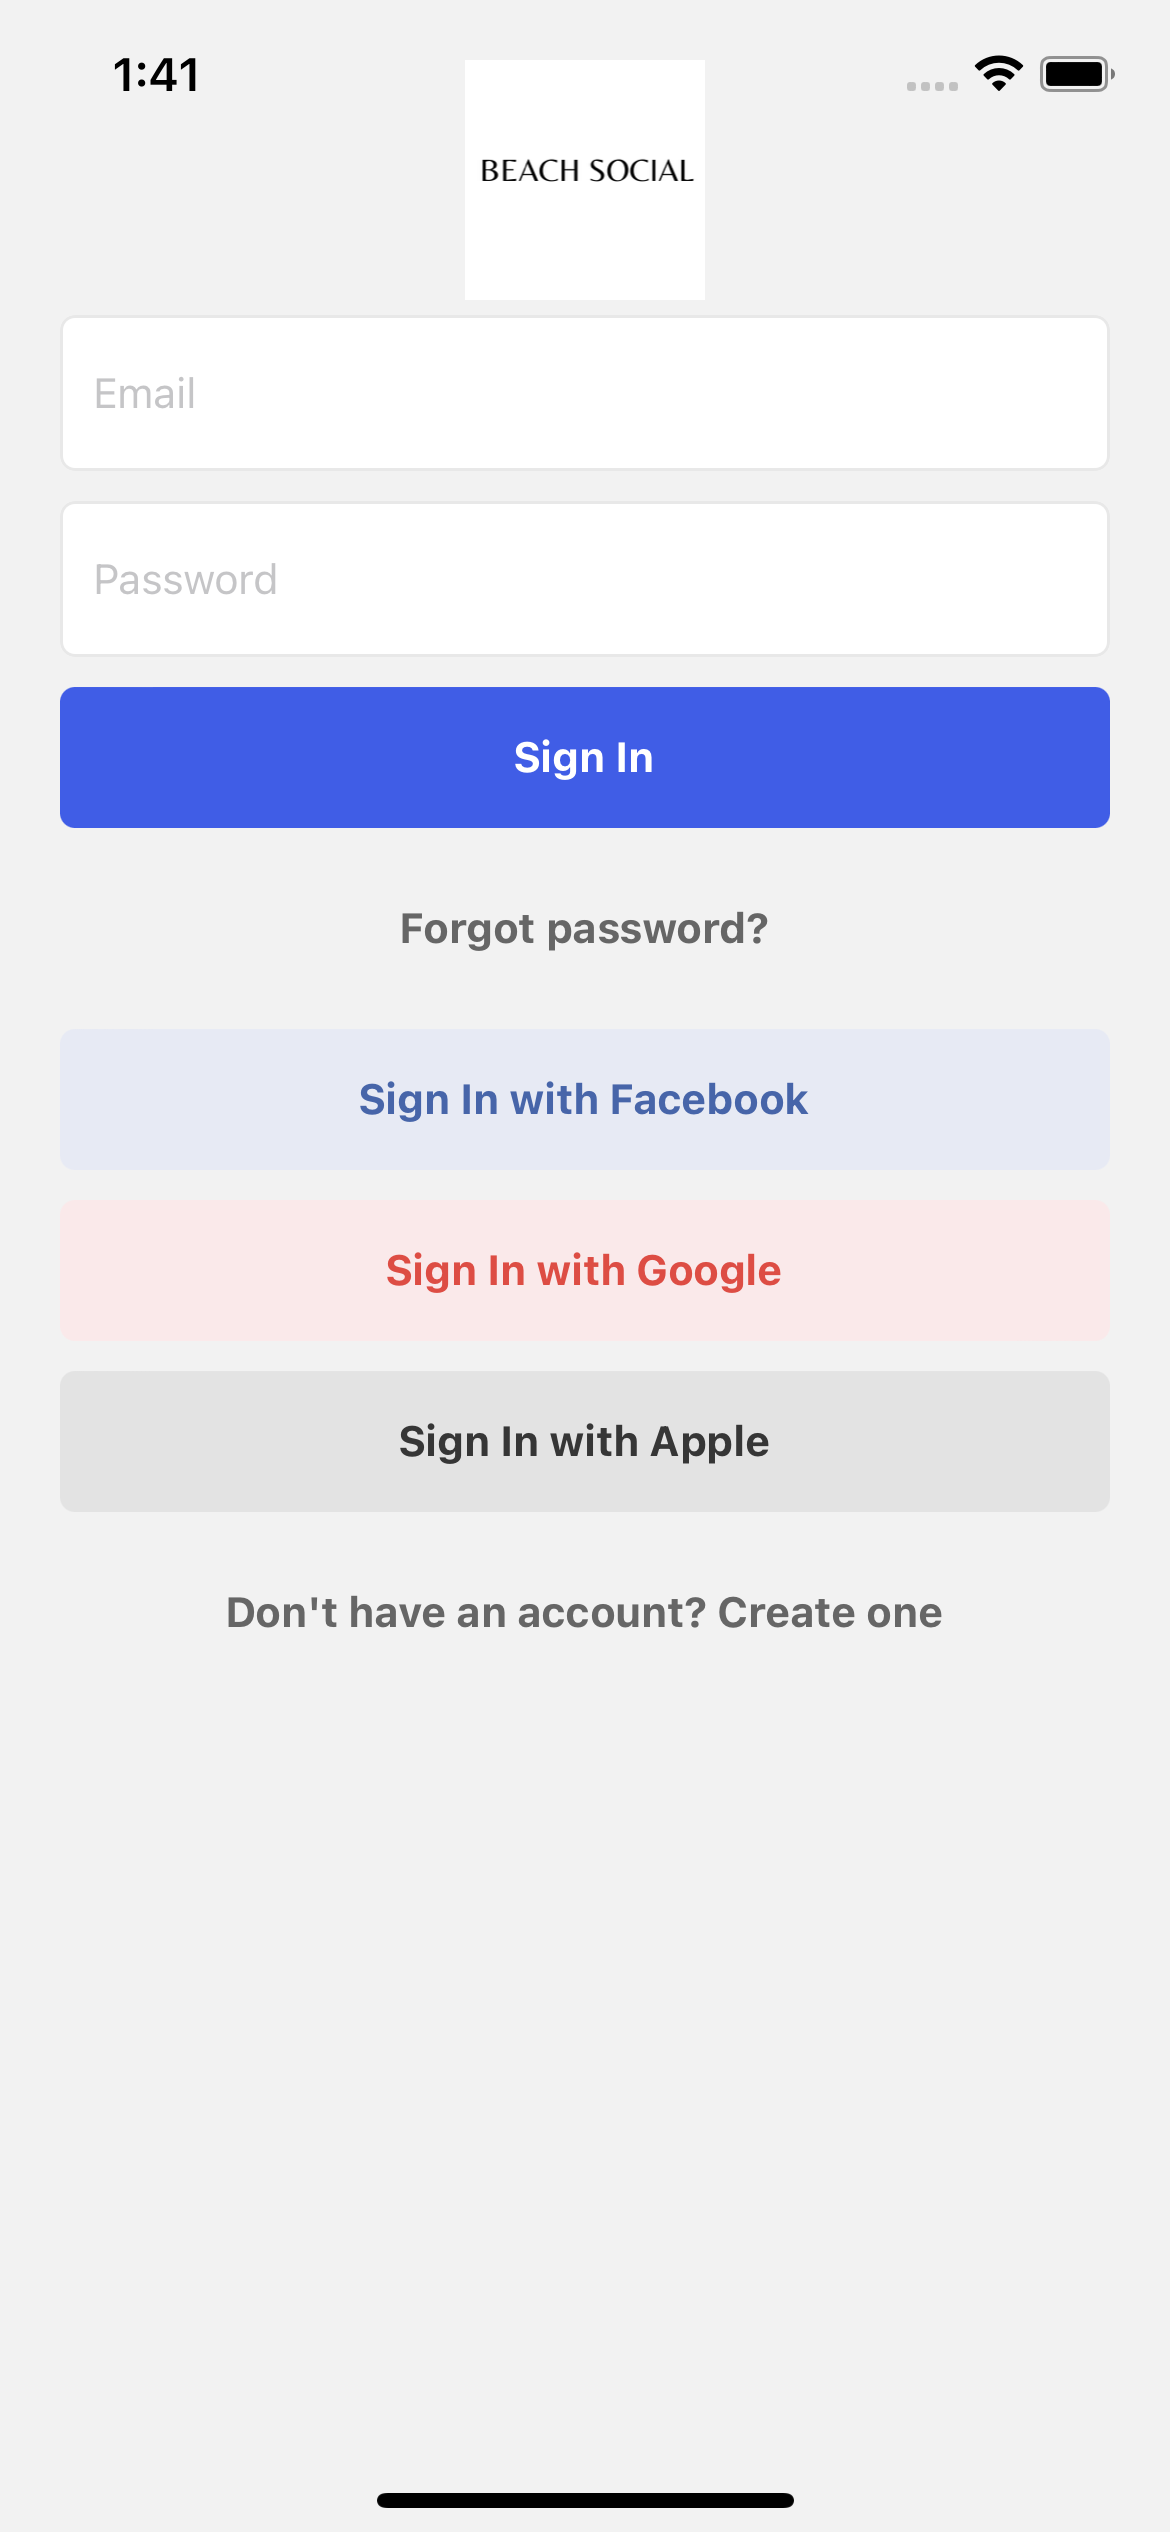 1:41
BEACH SOCIAL
Email
Password
Sign In
Forgot password?
Sign In with Facebook
Sign In with Google
Sign In with Apple
Don't have an account? Create one